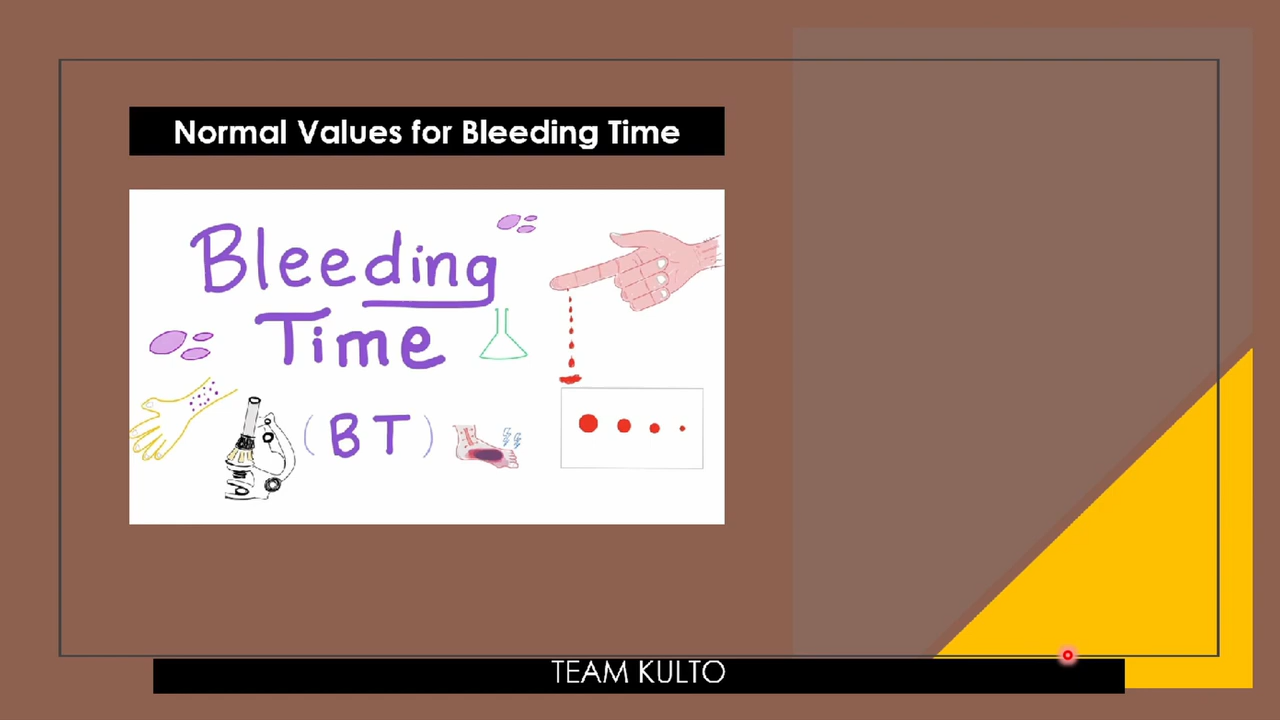 Normal Values for Bleeding Time
Bleeding
Time
(BT)
TEAM KULTO